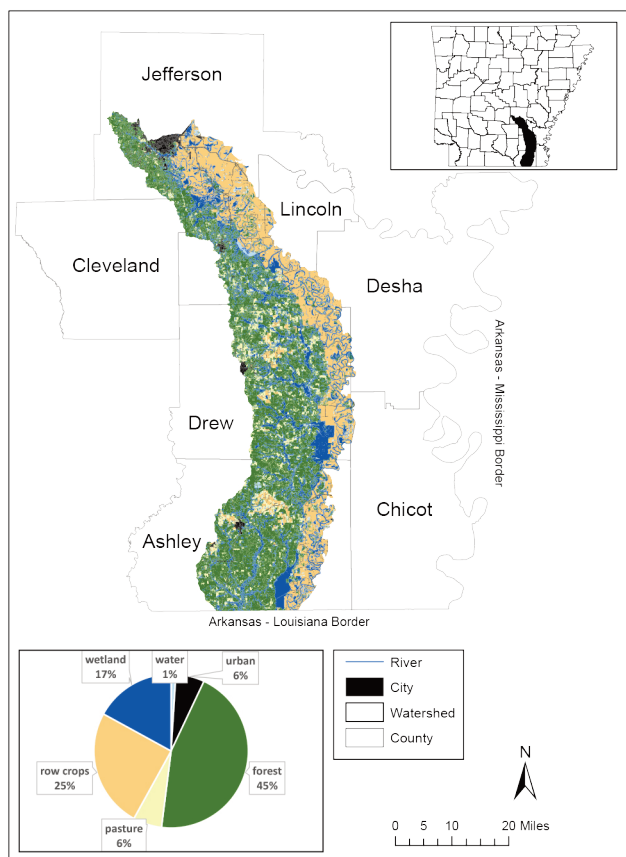 Jefferson
Lincoln
Cleveland
Desha
Arkansas - Mississippi Border
Drew
Chicot
Ashley
Arkansas - Louisiana Border
wetland
17%
water
1%
urban
6%
row crops
25%
forest
45%
pasture
6%
River
City
Watershed
County
N
0 5 10 20 Miles